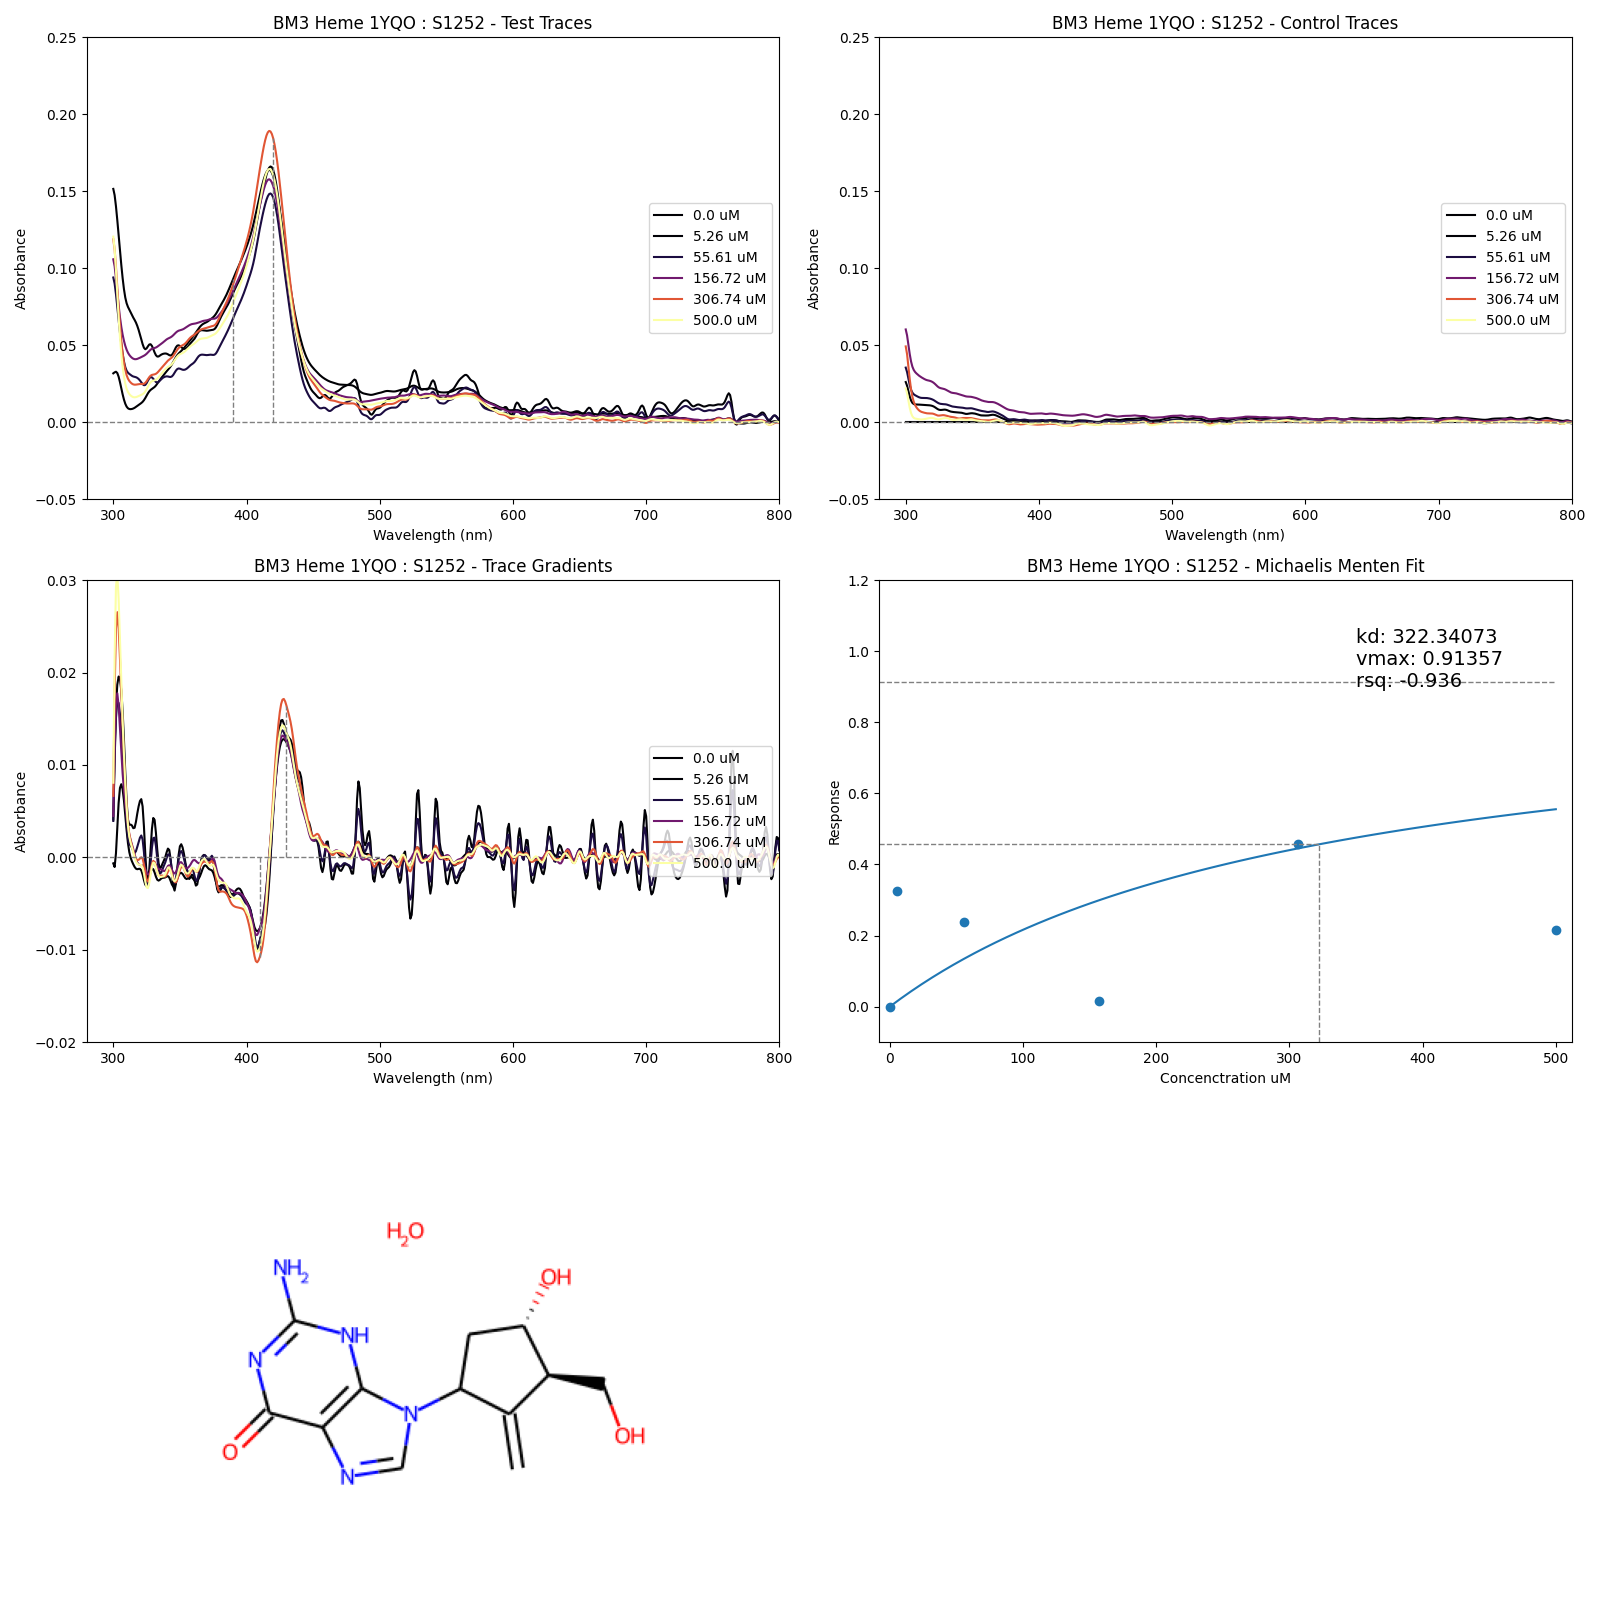 BM3 Heme 1YQO : S1252 - Test Traces
0.25
0.20
0.15
0.10
0.05
0.00
−0.05
Absorbance
300 400 500 600 700 800
Wavelength (nm)
0.0 uM
5.26 uM
55.61 uM
156.72 uM
306.74 uM
500.0 uM
BM3 Heme 1YQO : S1252 - Control Traces
0.25
0.20
0.15
0.10
0.05
0.00
−0.05
Absorbance
300 400 500 600 700 800
Wavelength (nm)
0.0 uM
5.26 uM
55.61 uM
156.72 uM
306.74 uM
500.0 uM
BM3 Heme 1YQO : S1252 - Trace Gradients
0.03
0.02
0.01
0.00
−0.01
−0.02
Absorbance
300 400 500 600 700 800
Wavelength (nm)
0.0 uM
5.26 uM
55.61 uM
156.72 uM
306.74 uM
500.0 uM
BM3 Heme 1YQO : S1252 - Michaelis Menten Fit
1.2
1.0
0.8
0.6
0.4
0.2
0.0
Response
0 100 200 300 400 500
Concenctration uM
kd: 322.34073
vmax: 0.91357
rsq: -0.936
H2O
NH2
OH
NH
N
N
O
OH
N